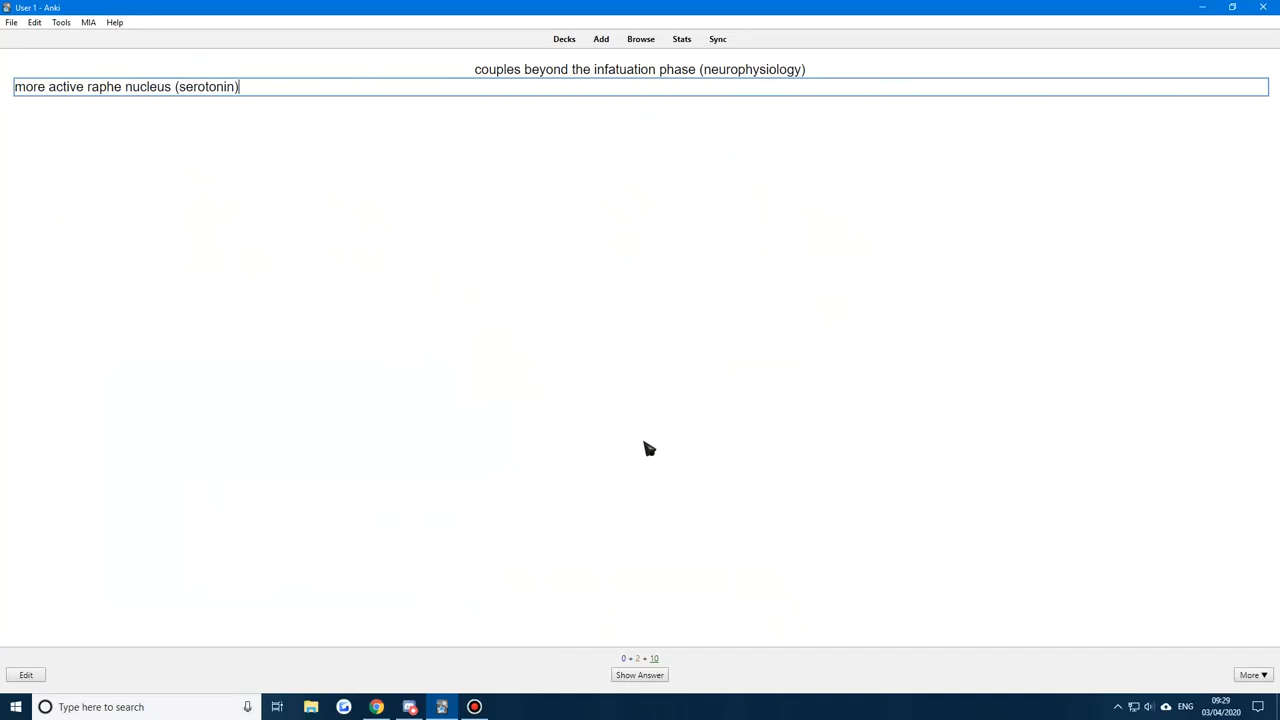 User 1 - Anki
File Edit Tools MIA Help
Decks Add Browse Stats Sync
couples beyond the infatuation phase (neurophysiology)
more active raphe nucleus (serotonin)
0 + 2 + 10
Edit Show Answer More ▼
Type here to search
ENG
09:29
03/04/2020